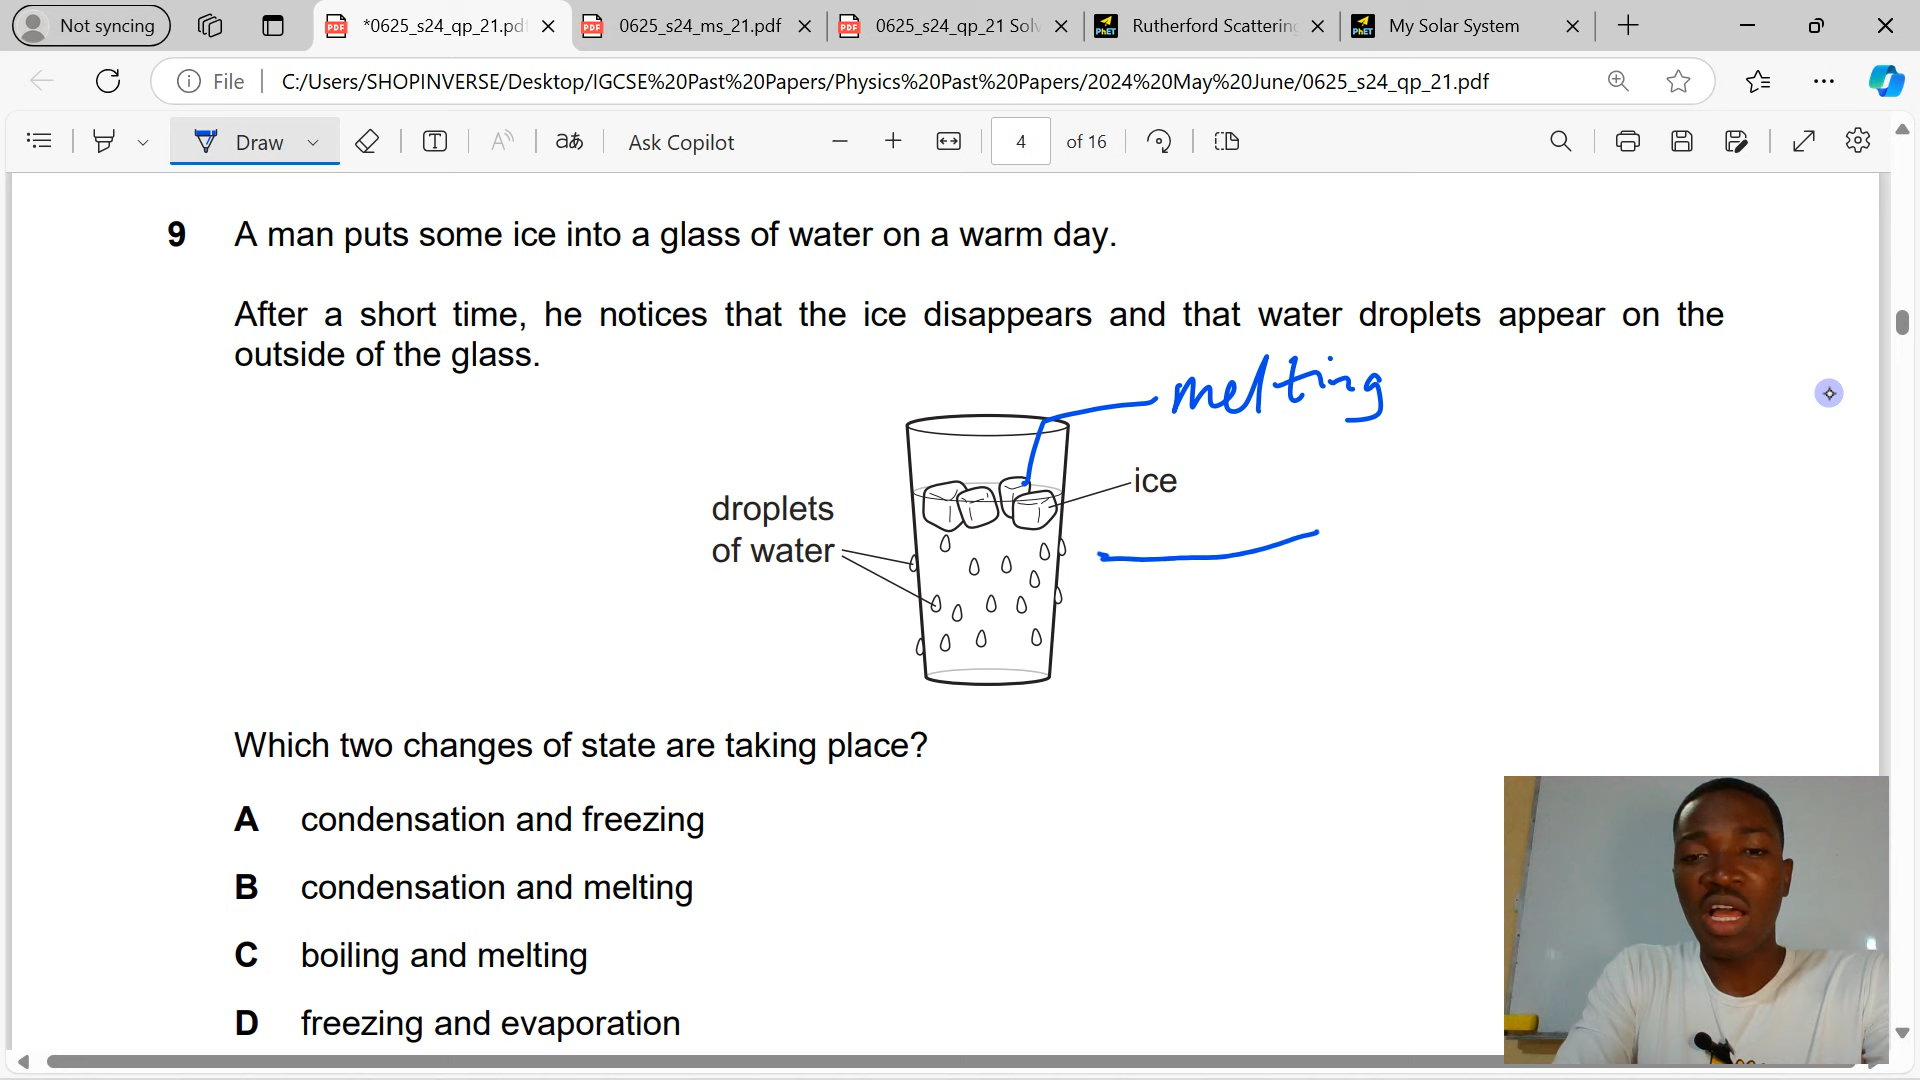 Not syncing
*0625_s24_qp_21.pdf
0625_s24_ms_21.pdf
0625_s24_qp_21 Solv
Rutherford Scattering
My Solar System
File
C:/Users/SHOPINVERSE/Desktop/IGCSE%20Past%20Papers/Physics%20Past%20Papers/2024%20May%20June/0625_s24_qp_21.pdf
Draw
Ask Copilot
4
of 16
9 A man puts some ice into a glass of water on a warm day.
After a short time, he notices that the ice disappears and that water droplets appear on the
outside of the glass.
melting
ice
droplets
of water
Which two changes of state are taking place?
A condensation and freezing
B condensation and melting
C boiling and melting
D freezing and evaporation